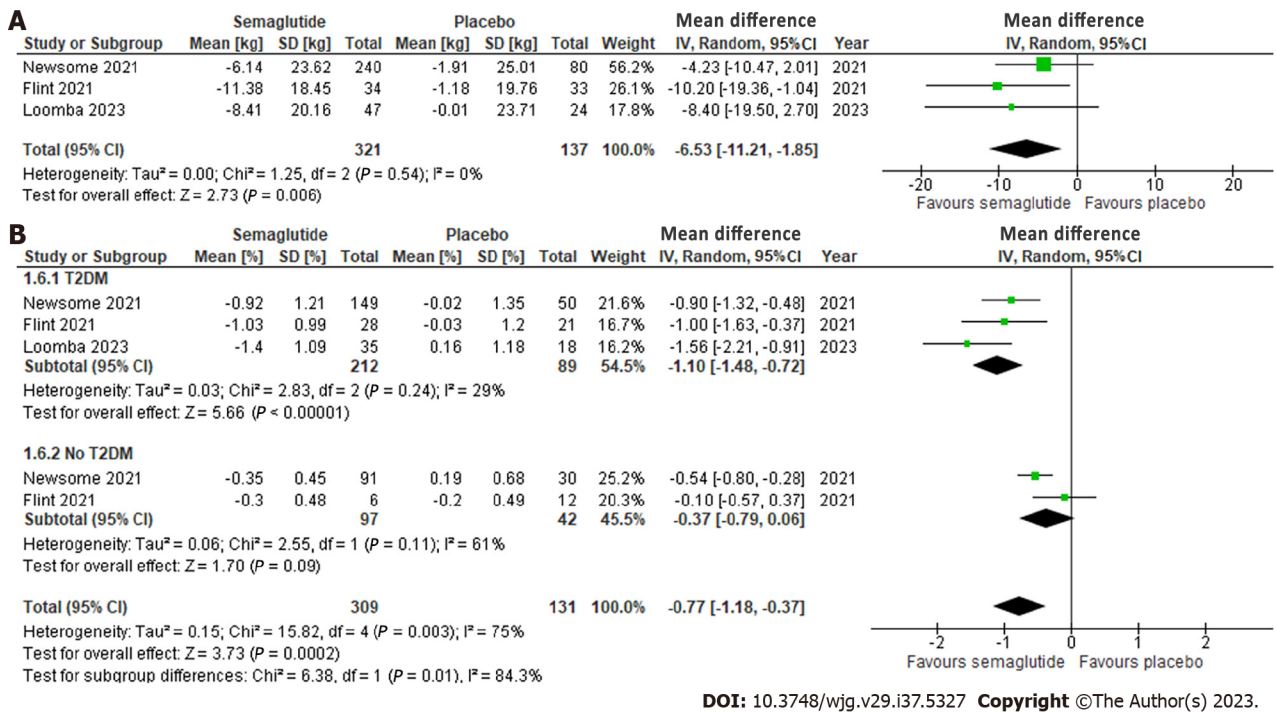 A
Semaglutide Placebo Mean difference Mean difference
Study or Subgroup Mean [kg] SD [kg] Total Mean [kg] SD [kg] Total Weight IV, Random, 95%CI Year IV, Random, 95%CI
Newsome 2021 -6.14 23.62 240 -1.91 25.01 80 56.2% -4.23 [-10.47, 2.01] 2021
Flint 2021 -11.38 18.45 34 -1.18 19.76 33 26.1% -10.20 [-19.36, -1.04] 2021
Loomba 2023 -8.41 20.16 47 -0.01 23.71 24 17.8% -8.40 [-19.50, 2.70] 2023
Total (95% CI) 321 137 100.0% -6.53 [-11.21, -1.85]
Heterogeneity: Tau² = 0.00; Chi² = 1.25, df = 2 (P = 0.54); I² = 0%
Test for overall effect: Z = 2.73 (P = 0.006)
-20 -10 0 10 20
Favours semaglutide Favours placebo
B
Semaglutide Placebo Mean difference Mean difference
Study or Subgroup Mean [%] SD [%] Total Mean [%] SD [%] Total Weight IV, Random, 95%CI Year IV, Random, 95%CI
1.6.1 T2DM
Newsome 2021 -0.92 1.21 149 -0.02 1.35 50 21.6% -0.90 [-1.32, -0.48] 2021
Flint 2021 -1.03 0.99 28 -0.03 1.2 21 16.7% -1.00 [-1.63, -0.37] 2021
Loomba 2023 -1.4 1.09 35 0.16 1.18 18 16.2% -1.56 [-2.21, -0.91] 2023
Subtotal (95% CI) 212 89 54.5% -1.10 [-1.48, -0.72]
Heterogeneity: Tau² = 0.03; Chi² = 2.83, df = 2 (P = 0.24); I² = 29%
Test for overall effect: Z = 5.66 (P < 0.00001)
1.6.2 No T2DM
Newsome 2021 -0.35 0.45 91 0.19 0.68 30 25.2% -0.54 [-0.80, -0.28] 2021
Flint 2021 -0.3 0.48 6 -0.2 0.49 12 20.3% -0.10 [-0.57, 0.37] 2021
Subtotal (95% CI) 97 42 45.5% -0.37 [-0.79, 0.06]
Heterogeneity: Tau² = 0.06; Chi² = 2.55, df = 1 (P = 0.11); I² = 61%
Test for overall effect: Z = 1.70 (P = 0.09)
Total (95% CI) 309 131 100.0% -0.77 [-1.18, -0.37]
Heterogeneity: Tau² = 0.15; Chi² = 15.82, df = 4 (P = 0.003); I² = 75%
Test for overall effect: Z = 3.73 (P = 0.0002)
Test for subgroup differences: Chi² = 6.38, df = 1 (P = 0.01), I² = 84.3%
-2 -1 0 1 2
Favours semaglutide Favours placebo
DOI: 10.3748/wjg.v29.i37.5327 Copyright ©The Author(s) 2023.